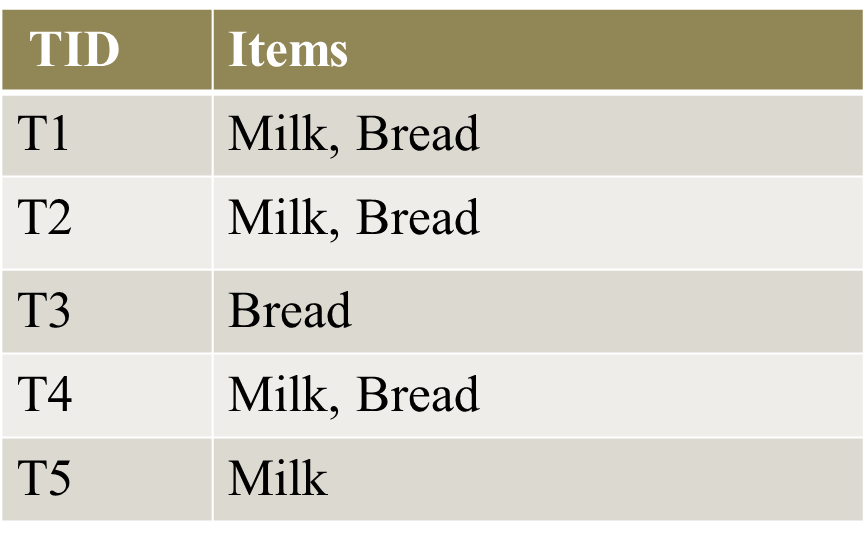 TID Items
T1 Milk, Bread
T2 Milk, Bread
T3 Bread
T4 Milk, Bread
T5 Milk